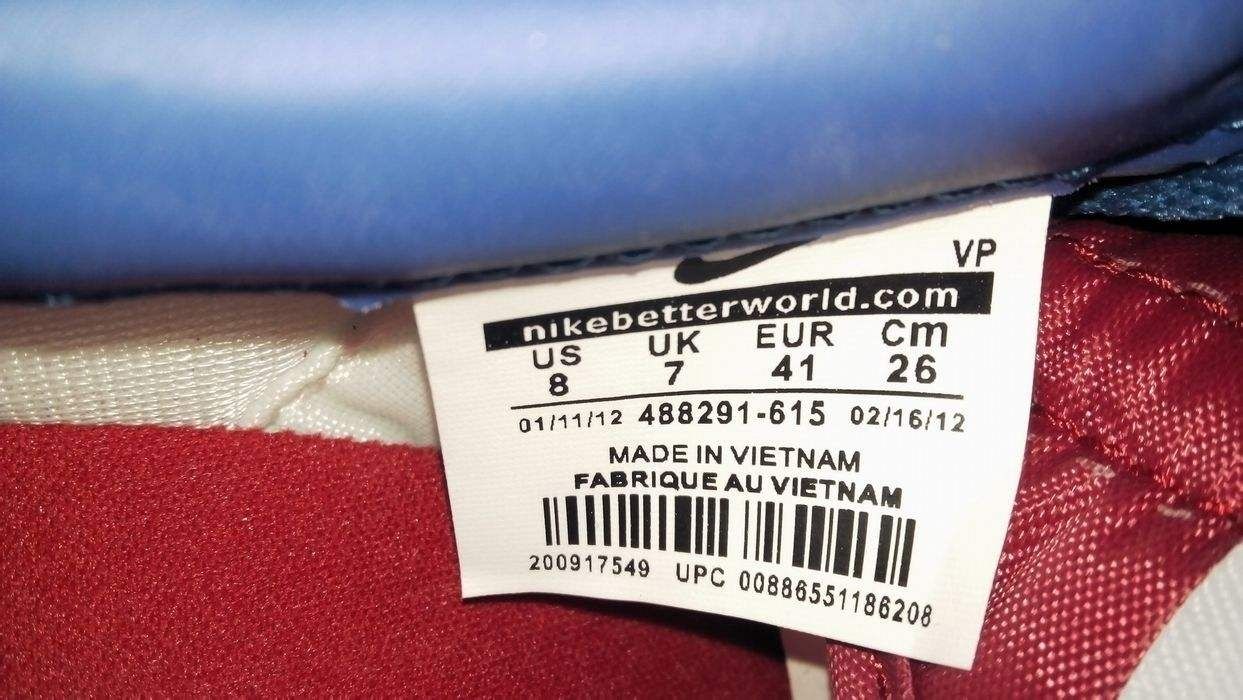 VP
nikebetterworld.com
US UK EUR Cm
8 7 41 26
01/11/12 488291-615 02/16/12
MADE IN VIETNAM
FABRIQUE AU VIETNAM
200917549 UPC 00886551186208